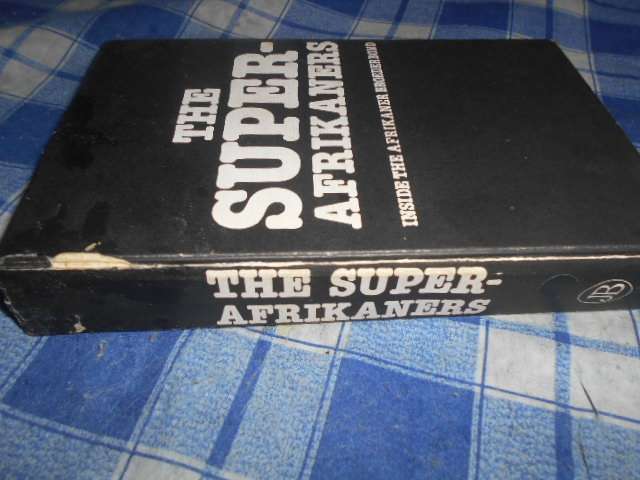 THE
SUPER-
AFRIKANERS
INSIDE THE AFRIKANER BROEDERBOND
THE SUPER-
AFRIKANERS
JB